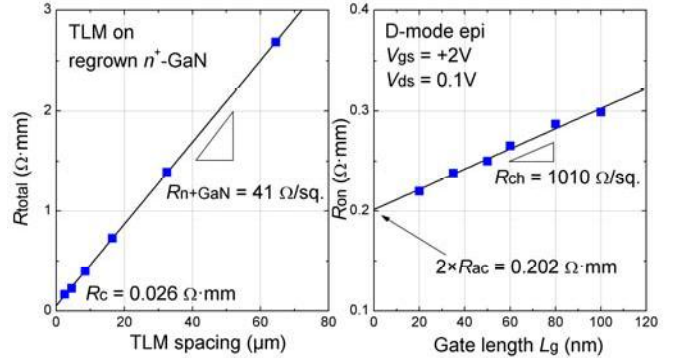 TLM on
regrown n⁺-GaN
Rn+GaN = 41 Ω/sq.
Rc = 0.026 Ω·mm
Rtotal (Ω·mm)
3
2
1
0
0 20 40 60 80
TLM spacing (µm)
D-mode epi
Vgs = +2V
Vds = 0.1V
Rch = 1010 Ω/sq.
2×Rac = 0.202 Ω·mm
Ron (Ω·mm)
0.4
0.3
0.2
0.1
0 20 40 60 80 100 120
Gate length Lg (nm)